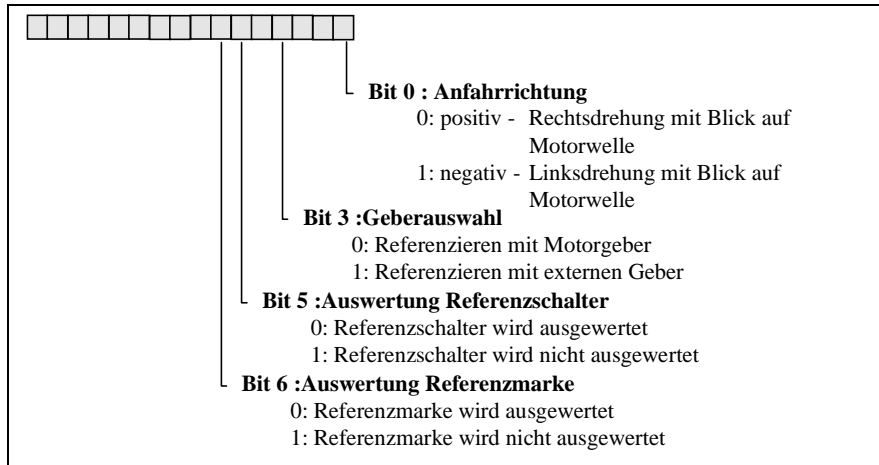 Bit 0 : Anfahrrichtung
0: positiv - Rechtsdrehung mit Blick auf
Motorwelle
1: negativ - Linksdrehung mit Blick auf
Motorwelle
Bit 3 :Geberauswahl
0: Referenzieren mit Motorgeber
1: Referenzieren mit externen Geber
Bit 5 :Auswertung Referenzschalter
0: Referenzschalter wird ausgewertet
1: Referenzschalter wird nicht ausgewertet
Bit 6 :Auswertung Referenzmarke
0: Referenzmarke wird ausgewertet
1: Referenzmarke wird nicht ausgewertet